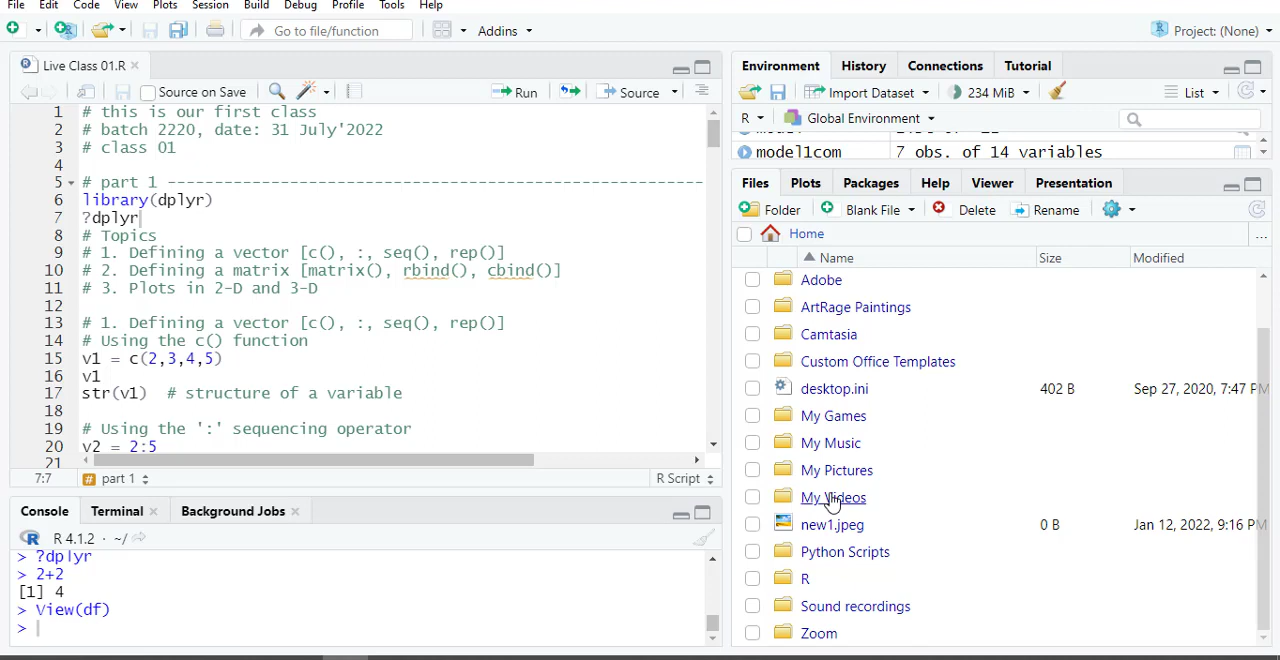 File Edit Code View Plots Session Build Debug Profile Tools Help
Go to file/function Addins Project: (None)
Live Class 01.R
Source on Save Run Source
1 # this is our first class
2 # batch 2220, date: 31 July'2022
3 # class 01
4
5 # part 1 ----------------------------------------------------------
6 library(dplyr)
7 ?dplyr
8 # Topics
9 # 1. Defining a vector [c(), :, seq(), rep()]
10 # 2. Defining a matrix [matrix(), rbind(), cbind()]
11 # 3. Plots in 2-D and 3-D
12
13 # 1. Defining a vector [c(), :, seq(), rep()]
14 # Using the c() function
15 v1 = c(2,3,4,5)
16 v1
17 str(v1)  # structure of a variable
18
19 # Using the ':' sequencing operator
20 v2 = 2:5
21
7:7 # part 1 R Script
Console Terminal Background Jobs
R 4.1.2 · ~/
> ?dplyr
> 2+2
[1] 4
> View(df)
>
Environment History Connections Tutorial
Import Dataset 234 MiB List
R Global Environment
model1com 7 obs. of 14 variables
Files Plots Packages Help Viewer Presentation
Folder Blank File Delete Rename
Home ...
Name Size Modified
Adobe
ArtRage Paintings
Camtasia
Custom Office Templates
desktop.ini 402 B Sep 27, 2020, 7:47 PM
My Games
My Music
My Pictures
My Videos
new1.jpeg 0 B Jan 12, 2022, 9:16 PM
Python Scripts
R
Sound recordings
Zoom